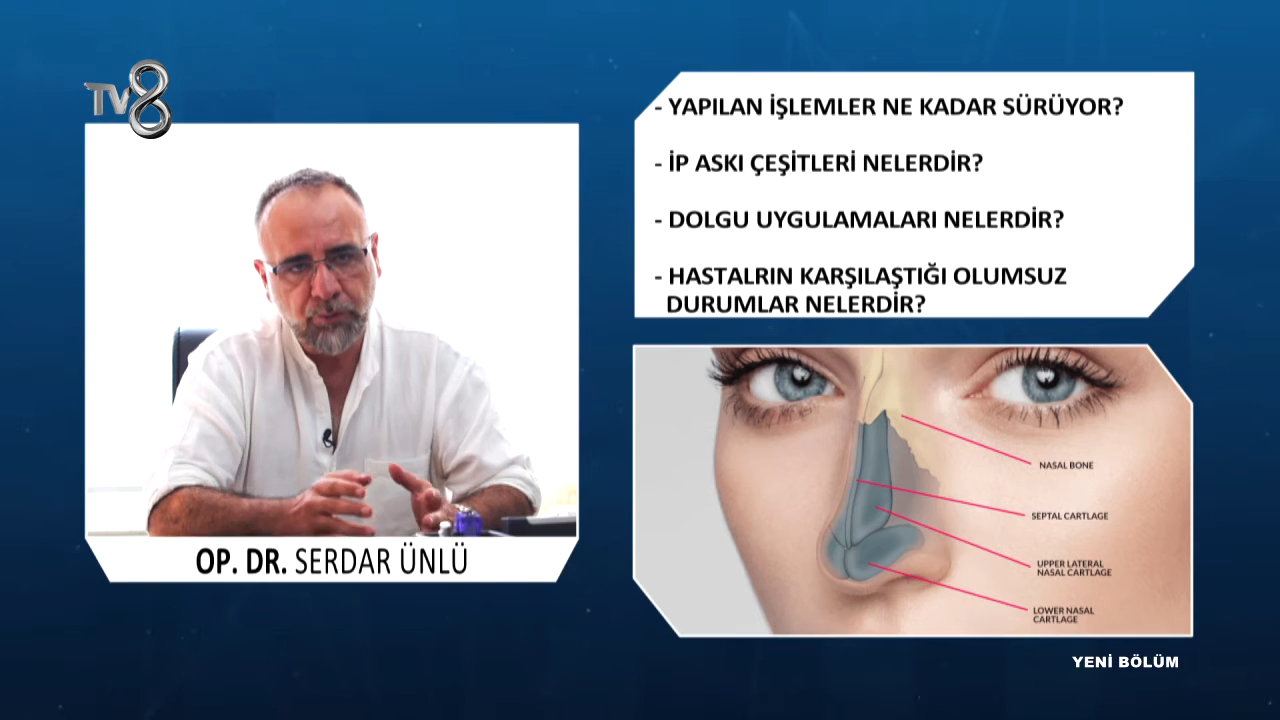 TV8
- YAPILAN İŞLEMLER NE KADAR SÜRÜYOR?
- İP ASKI ÇEŞİTLERİ NELERDİR?
- DOLGU UYGULAMALARI NELERDİR?
- HASTALRIN KARŞILAŞTIĞI OLUMSUZ
DURUMLAR NELERDİR?
OP. DR. SERDAR ÜNLÜ
NASAL BONE
SEPTAL CARTLAGE
UPPER LATERAL
NASAL CARTLAGE
LOWER NASAL
CARTLAGE
YENİ BÖLÜM